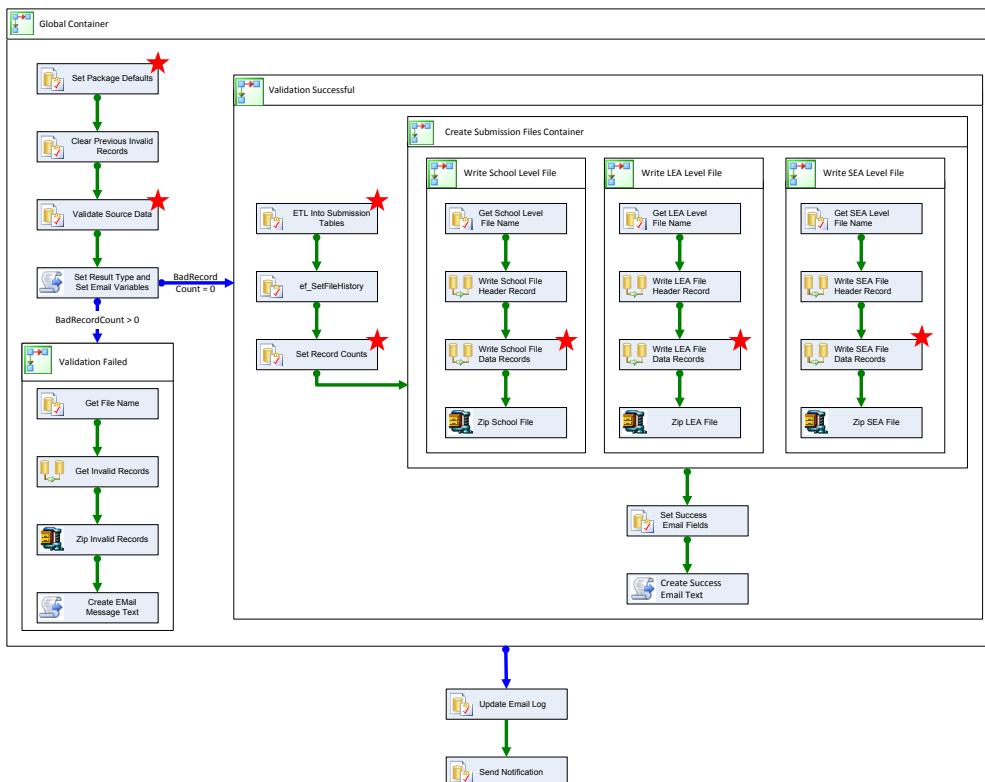 Global Container
Set Package Defaults
Clear Previous Invalid
Records
Validate Source Data
Set Result Type and
Set Email Variables
BadRecord
Count = 0
BadRecordCount > 0
Validation Failed
Get File Name
Get Invalid Records
Zip Invalid Records
Create EMail
Message Text
Validation Successful
ETL Into Submission
Tables
ef_SetFileHistory
Set Record Counts
Create Submission Files Container
Write School Level File
Get School Level
File Name
Write School File
Header Record
Write School File
Data Records
Zip School File
Write LEA Level File
Get LEA Level
File Name
Write LEA File
Header Record
Write LEA File
Data Records
Zip LEA File
Write SEA Level File
Get SEA Level
File Name
Write SEA File
Header Record
Write SEA File
Data Records
Zip SEA File
Set Success
Email Fields
Create Success
Email Text
Update Email Log
Send Notification